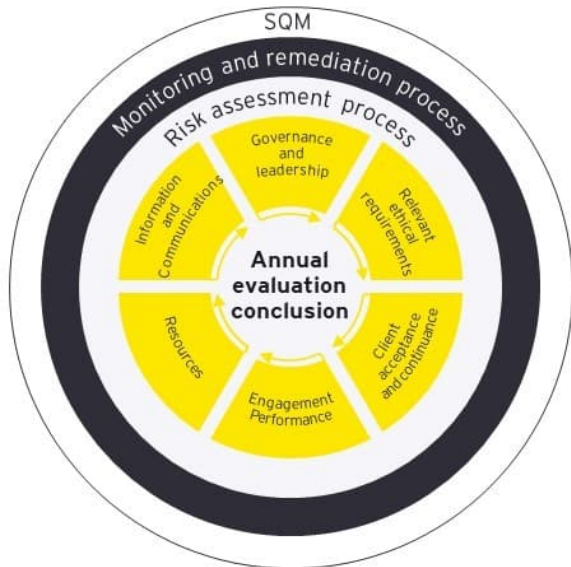 SQM
Monitoring and remediation process
Risk assessment process
Governance
and
leadership
Relevant
ethical
requirements
Client
acceptance
and continuance
Engagement
Performance
Resources
Information
and
Communications
Annual
evaluation
conclusion